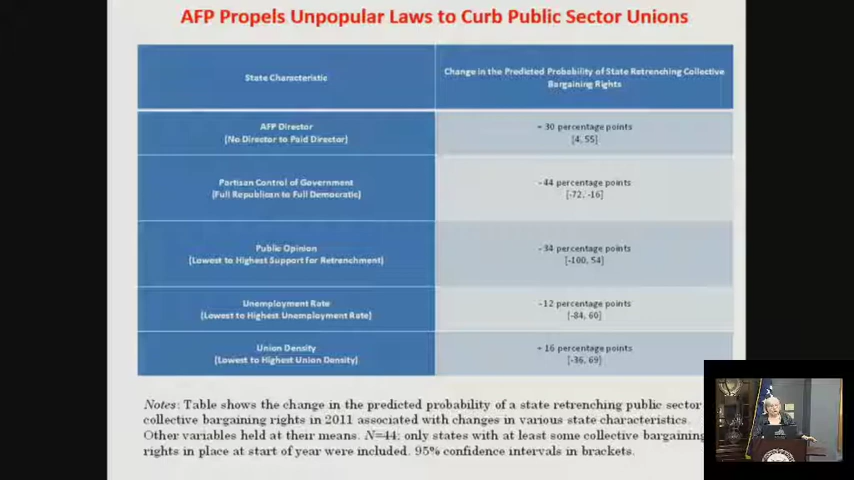 AFP Propels Unpopular Laws to Curb Public Sector Unions
State Characteristic
Change in the Predicted Probability of State Retrenching Collective
Bargaining Rights
AFP Director
(No Director to Paid Director)
+ 30 percentage points
[4, 55]
Partisan Control of Government
(Full Republican to Full Democratic)
-44 percentage points
[-72, -16]
Public Opinion
(Lowest to Highest Support for Retrenchment)
-34 percentage points
[-100, 54]
Unemployment Rate
(Lowest to Highest Unemployment Rate)
-12 percentage points
[-84, 60]
Union Density
(Lowest to Highest Union Density)
+ 16 percentage points
[-36, 69]
Notes: Table shows the change in the predicted probability of a state retrenching public sector
collective bargaining rights in 2011 associated with changes in various state characteristics.
Other variables held at their means. N=44; only states with at least some collective bargaining
rights in place at start of year were included. 95% confidence intervals in brackets.